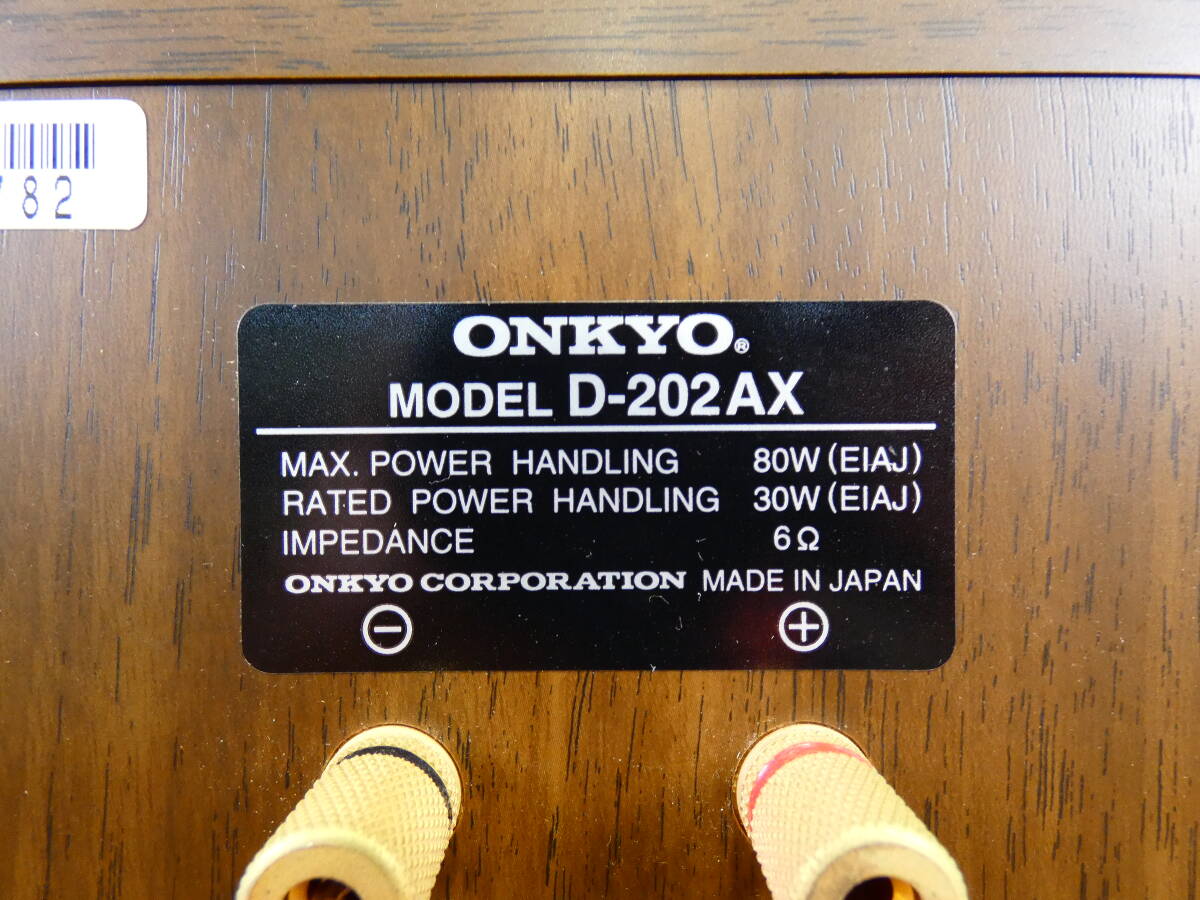 82
ONKYO®
MODEL D-202AX
MAX. POWER HANDLING 80W (EIAJ)
RATED POWER HANDLING 30W (EIAJ)
IMPEDANCE 6Ω
ONKYO CORPORATION MADE IN JAPAN
⊖ ⊕